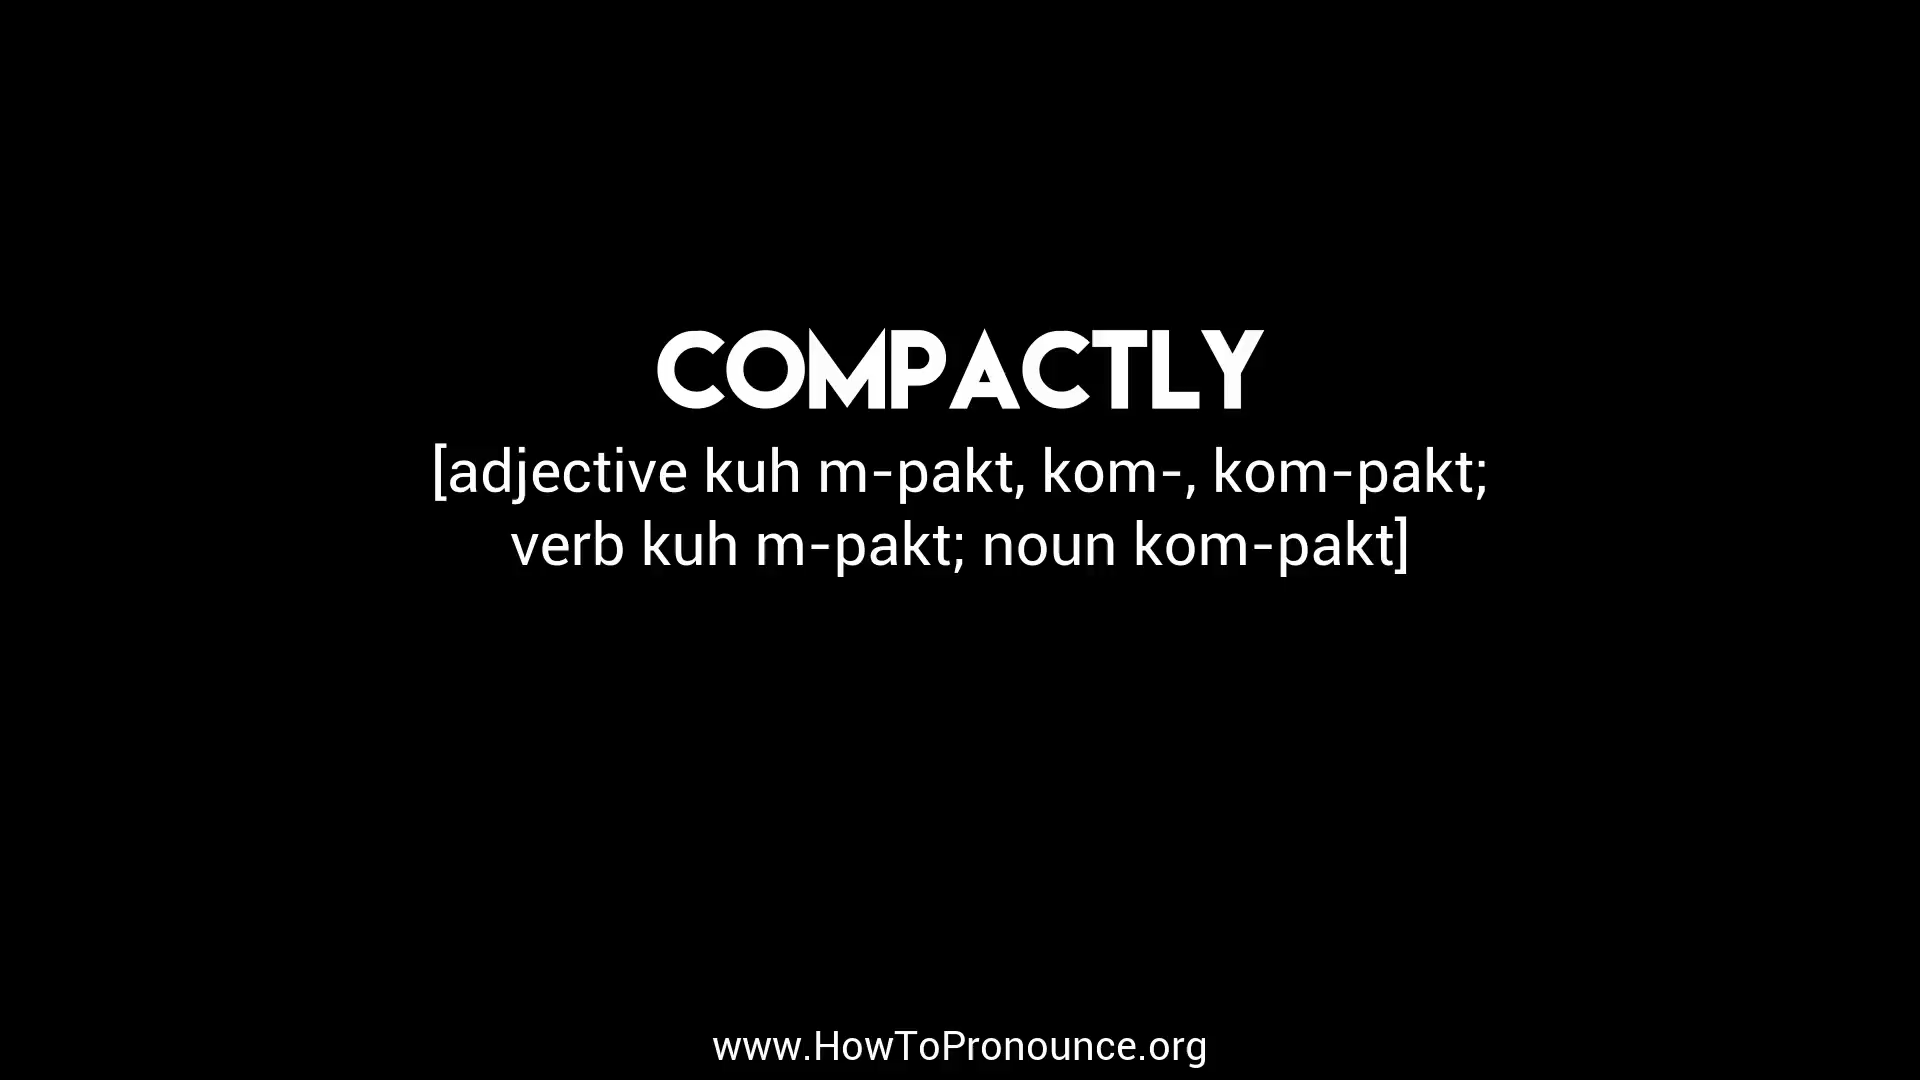 COMPACTLY
[adjective kuh m-pakt, kom-, kom-pakt;
verb kuh m-pakt; noun kom-pakt]
www.HowToPronounce.org